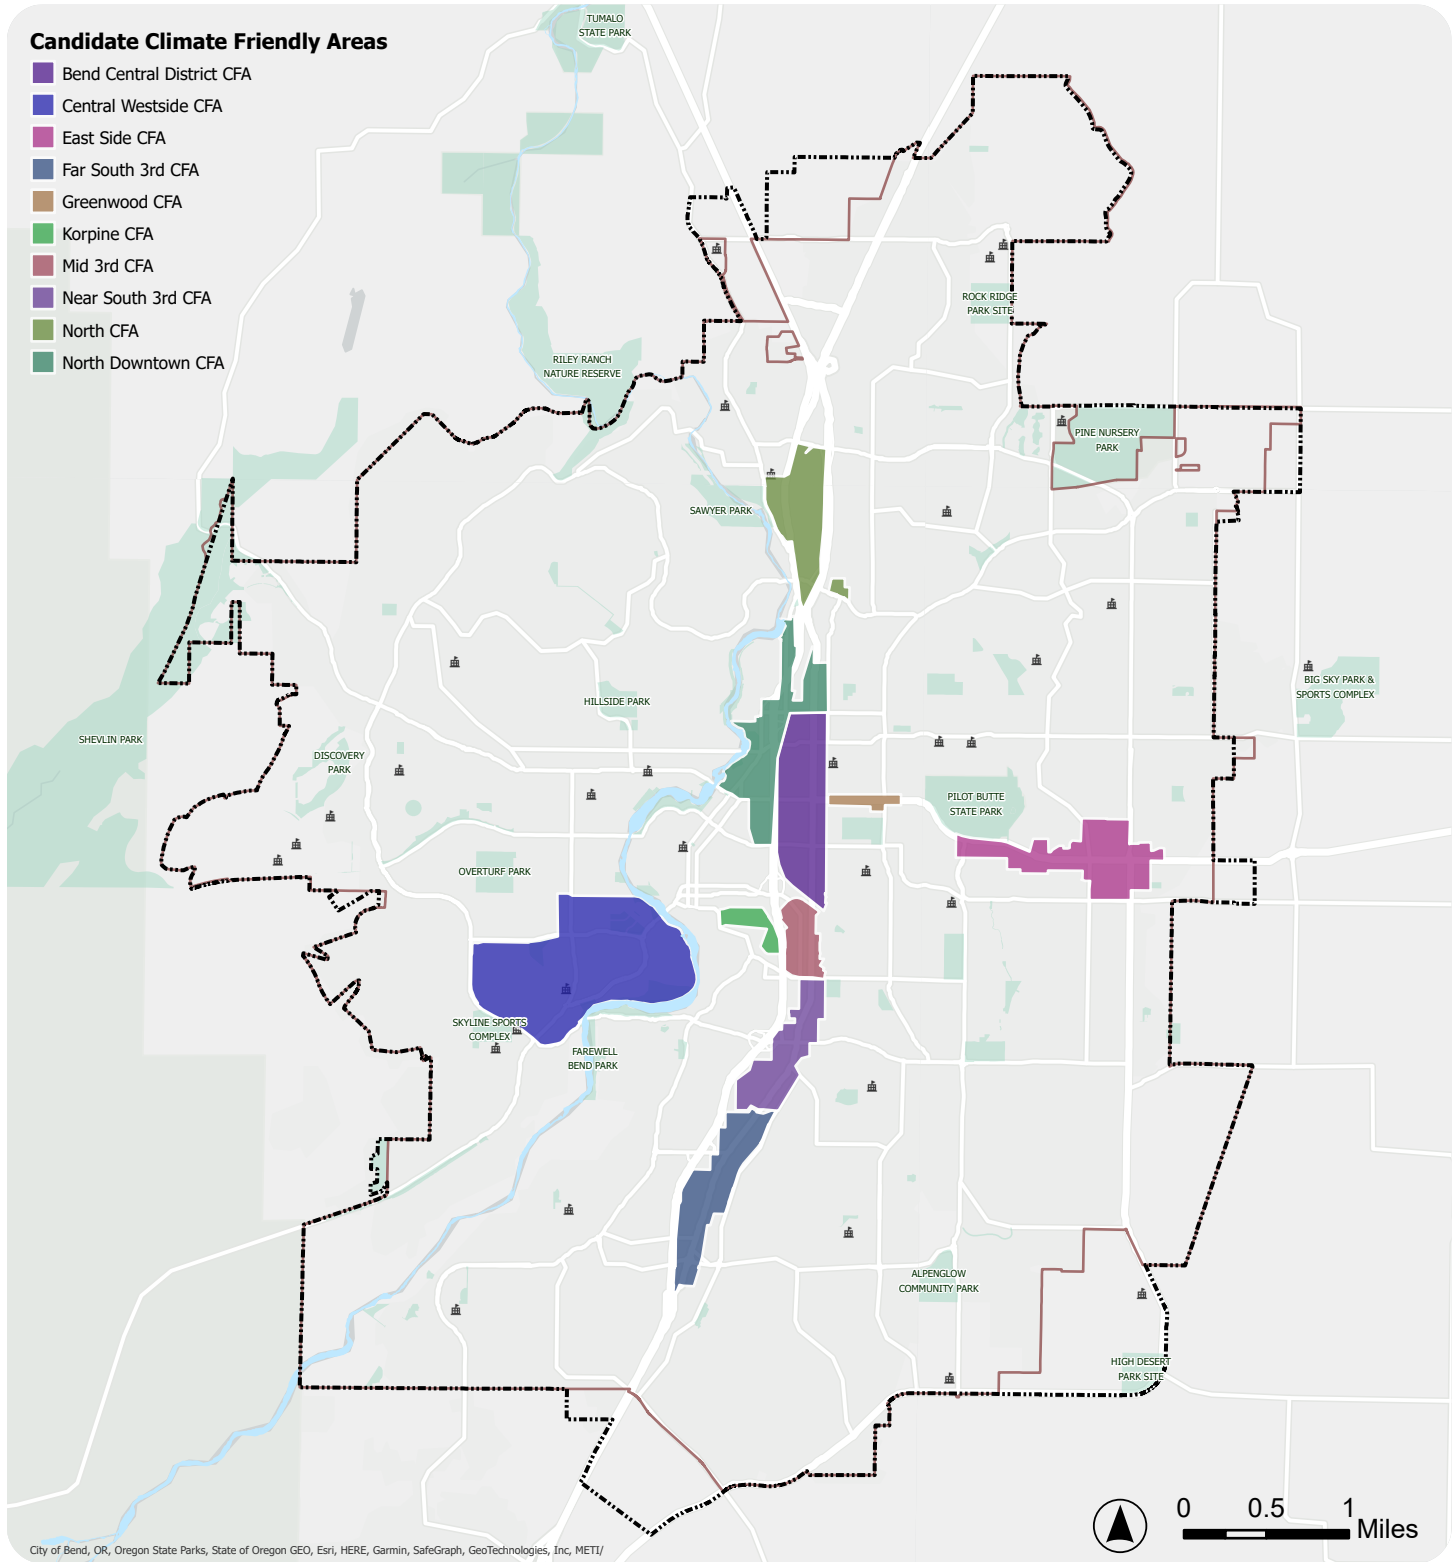 TUMALO
STATE PARK
Candidate Climate Friendly Areas
Bend Central District CFA
Central Westside CFA
East Side CFA
Far South 3rd CFA
Greenwood CFA
Korpine CFA
Mid 3rd CFA
Near South 3rd CFA
North CFA
North Downtown CFA
ROCK RIDGE
PARK SITE
RILEY RANCH
NATURE RESERVE
PINE NURSERY
PARK
SAWYER PARK
BIG SKY PARK &
SPORTS COMPLEX
HILLSIDE PARK
SHEVLIN PARK
DISCOVERY
PARK
PILOT BUTTE
STATE PARK
OVERTURF PARK
SKYLINE SPORTS
COMPLEX
FAREWELL
BEND PARK
ALPENGLOW
COMMUNITY PARK
HIGH DESERT
PARK SITE
0 0.5 1
Miles
City of Bend, OR, Oregon State Parks, State of Oregon GEO, Esri, HERE, Garmin, SafeGraph, GeoTechnologies, Inc, METI/